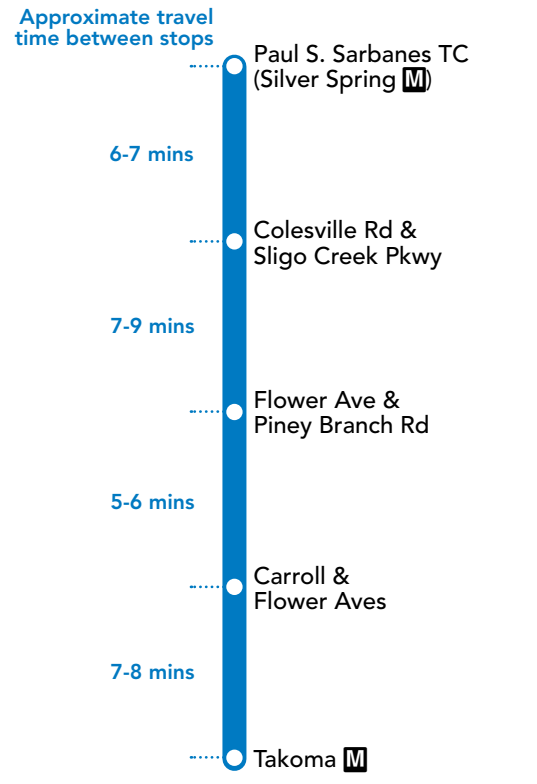 Approximate travel
time between stops
Paul S. Sarbanes TC
(Silver Spring M)
6-7 mins
Colesville Rd &
Sligo Creek Pkwy
7-9 mins
Flower Ave &
Piney Branch Rd
5-6 mins
Carroll &
Flower Aves
7-8 mins
Takoma M